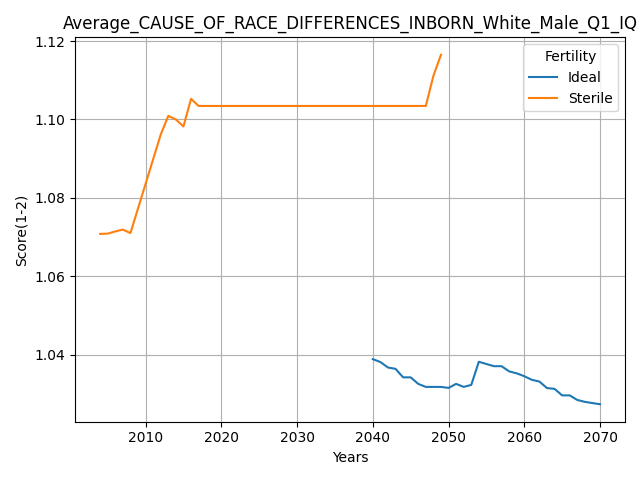 Average_CAUSE_OF_RACE_DIFFERENCES_INBORN_White_Male_Q1_IQ
1.12
1.10
1.08
1.06
1.04
Score(1-2)
Fertility
Ideal
Sterile
2010 2020 2030 2040 2050 2060 2070
Years